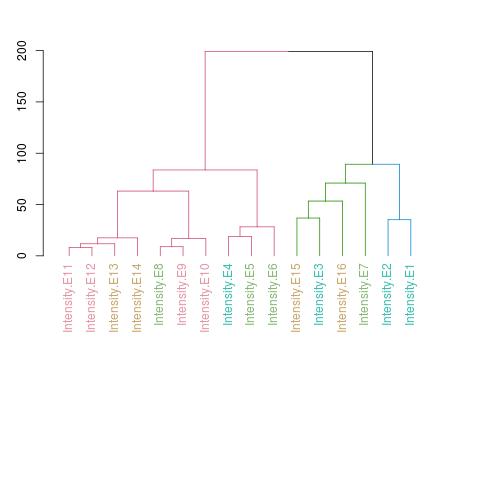 200
150
100
50
0
Intensity.E11
Intensity.E12
Intensity.E13
Intensity.E14
Intensity.E8
Intensity.E9
Intensity.E10
Intensity.E4
Intensity.E5
Intensity.E6
Intensity.E15
Intensity.E3
Intensity.E16
Intensity.E7
Intensity.E2
Intensity.E1